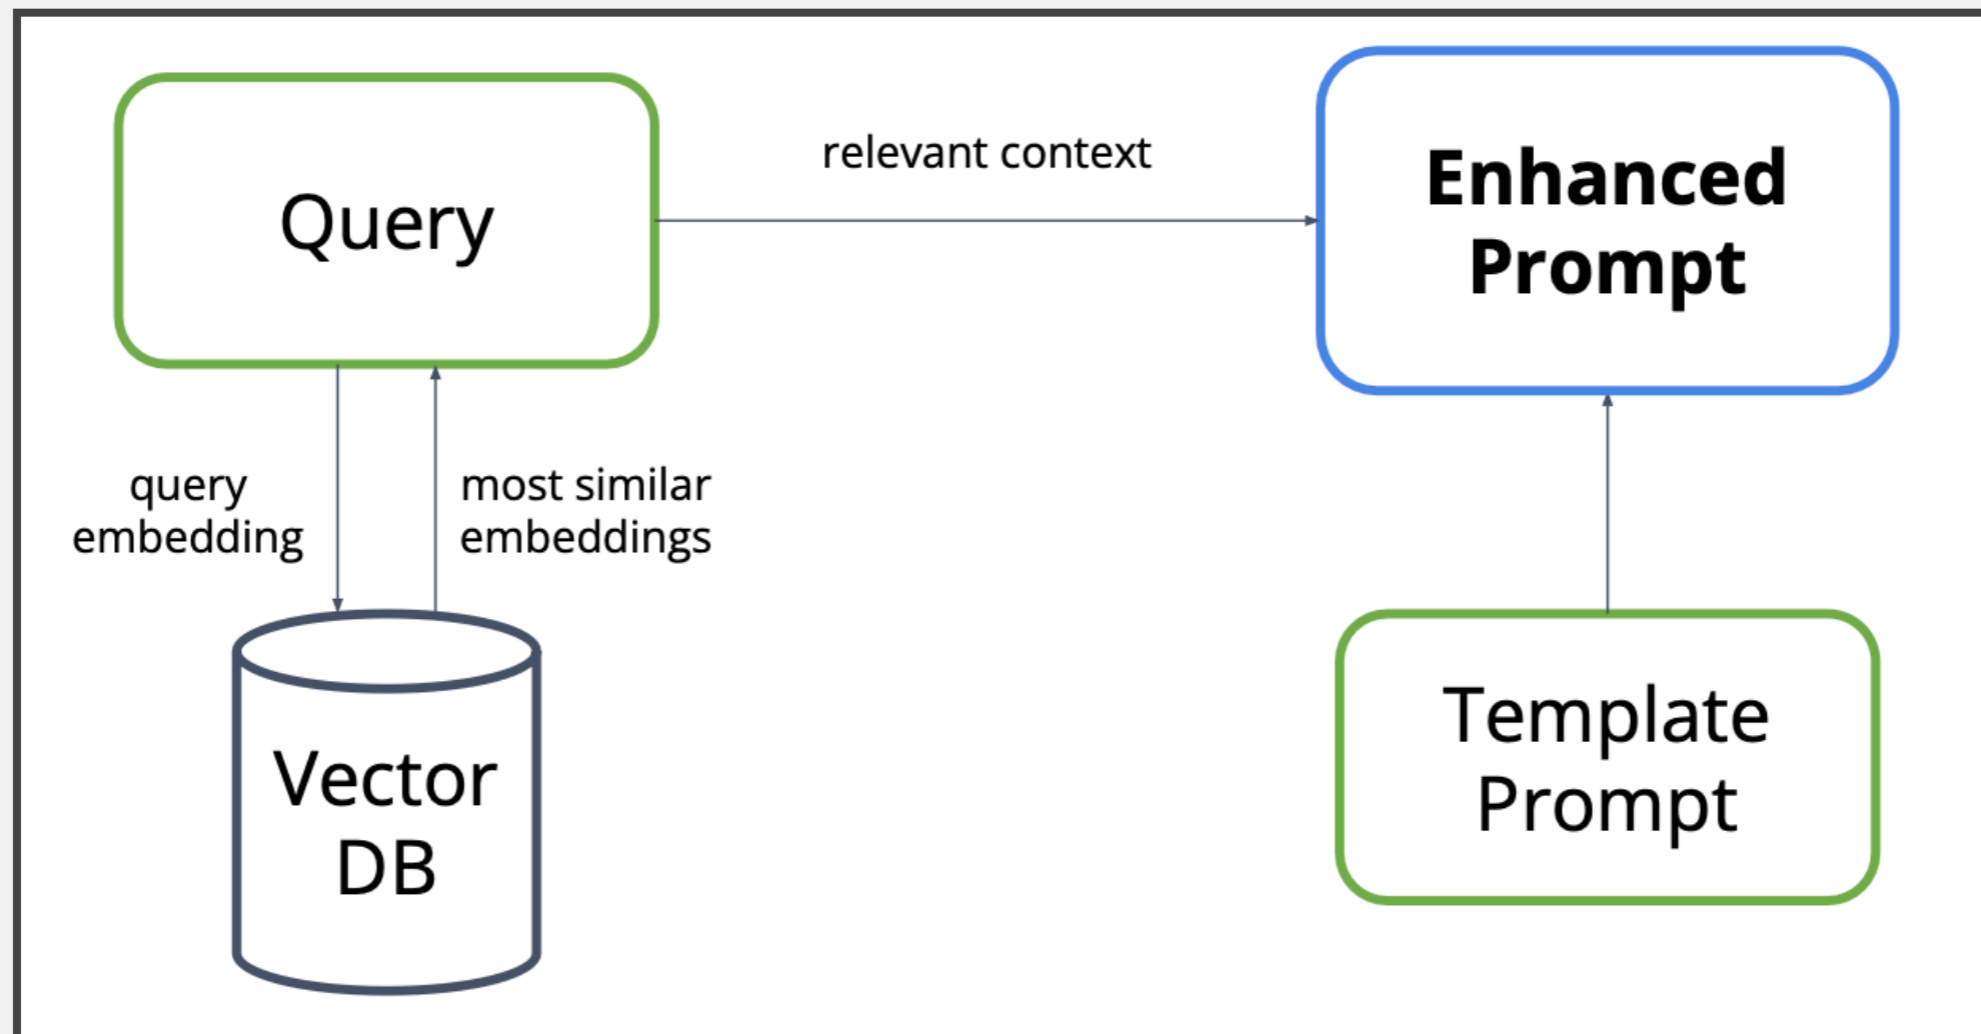 Query
relevant context
Enhanced
Prompt
query
embedding
most similar
embeddings
Vector
DB
Template
Prompt